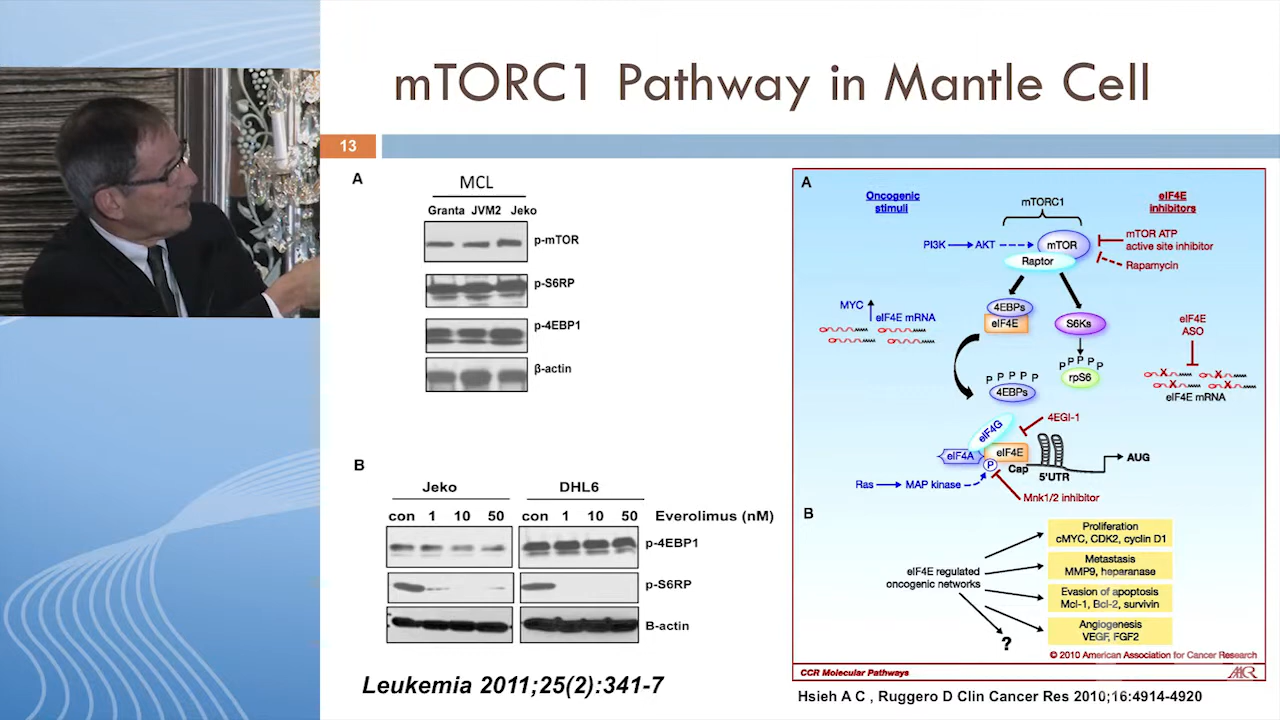 mTORC1 Pathway in Mantle Cell
13
A
MCL
Granta JVM2 Jeko
p-mTOR
p-S6RP
p-4EBP1
β-actin
B
Jeko DHL6
con 1 10 50 con 1 10 50 Everolimus (nM)
p-4EBP1
p-S6RP
B-actin
Leukemia 2011;25(2):341-7
A
Oncogenic
stimuli
mTORC1
eIF4E
inhibitors
PI3K AKT mTOR
Raptor
mTOR ATP
active site inhibitor
Rapamycin
MYC
eIF4E mRNA
4EBPs
eIF4E
S6Ks
eIF4E
ASO
P P P P P
rpS6
X X
X X
eIF4E mRNA
P P P P P
4EBPs
4EGI-1
eIF4G
eIF4A eIF4E
P
Cap
5'UTR
AUG
Ras MAP kinase
Mnk1/2 inhibitor
B
eIF4E regulated
oncogenic networks
Proliferation
cMYC, CDK2, cyclin D1
Metastasis
MMP9, heparanase
Evasion of apoptosis
Mcl-1, Bcl-2, survivin
Angiogenesis
VEGF, FGF2
?
© 2010 American Association for Cancer Research
CCR Molecular Pathways
AACR
Hsieh A C , Ruggero D Clin Cancer Res 2010;16:4914-4920